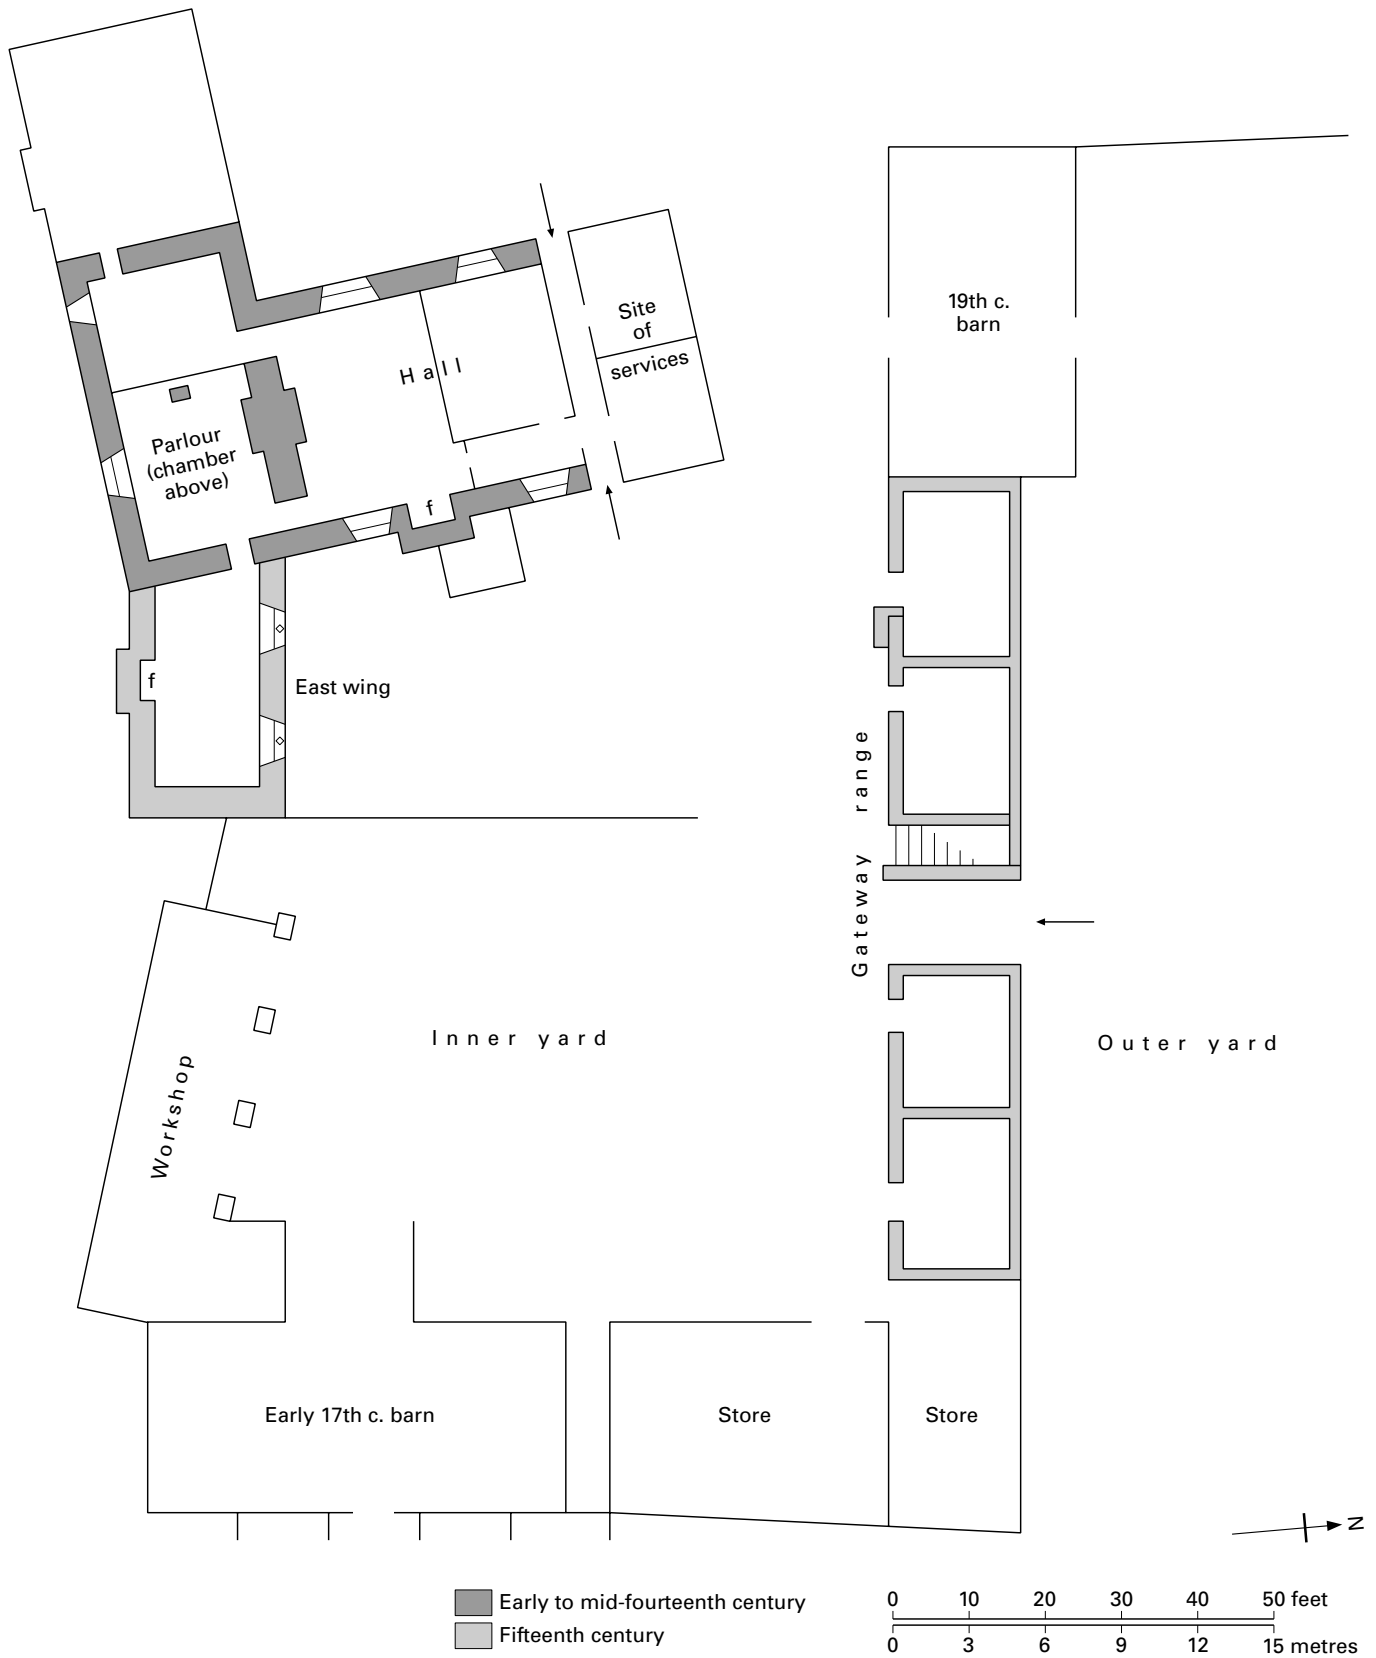 19th c.
barn
Site
of
services
Hall
Parlour
(chamber
above)
f
f
East wing
Gateway range
Inner yard
Outer yard
Workshop
Early 17th c. barn
Store
Store
N
Early to mid-fourteenth century
Fifteenth century
0 10 20 30 40 50 feet
0 3 6 9 12 15 metres